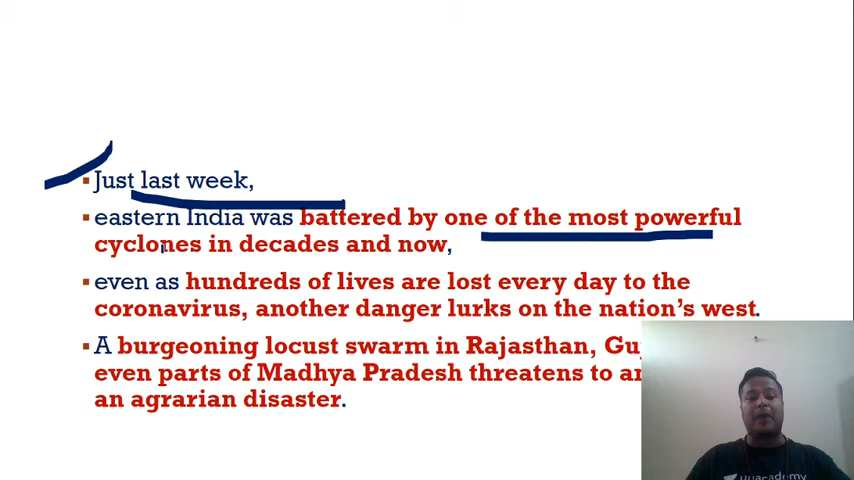 Just last week,
eastern India was battered by one of the most powerful
cyclones in decades and now,
even as hundreds of lives are lost every day to the
coronavirus, another danger lurks on the nation's west.
A burgeoning locust swarm in Rajasthan,
even parts of Madhya Pradesh threatens to
an agrarian disaster.